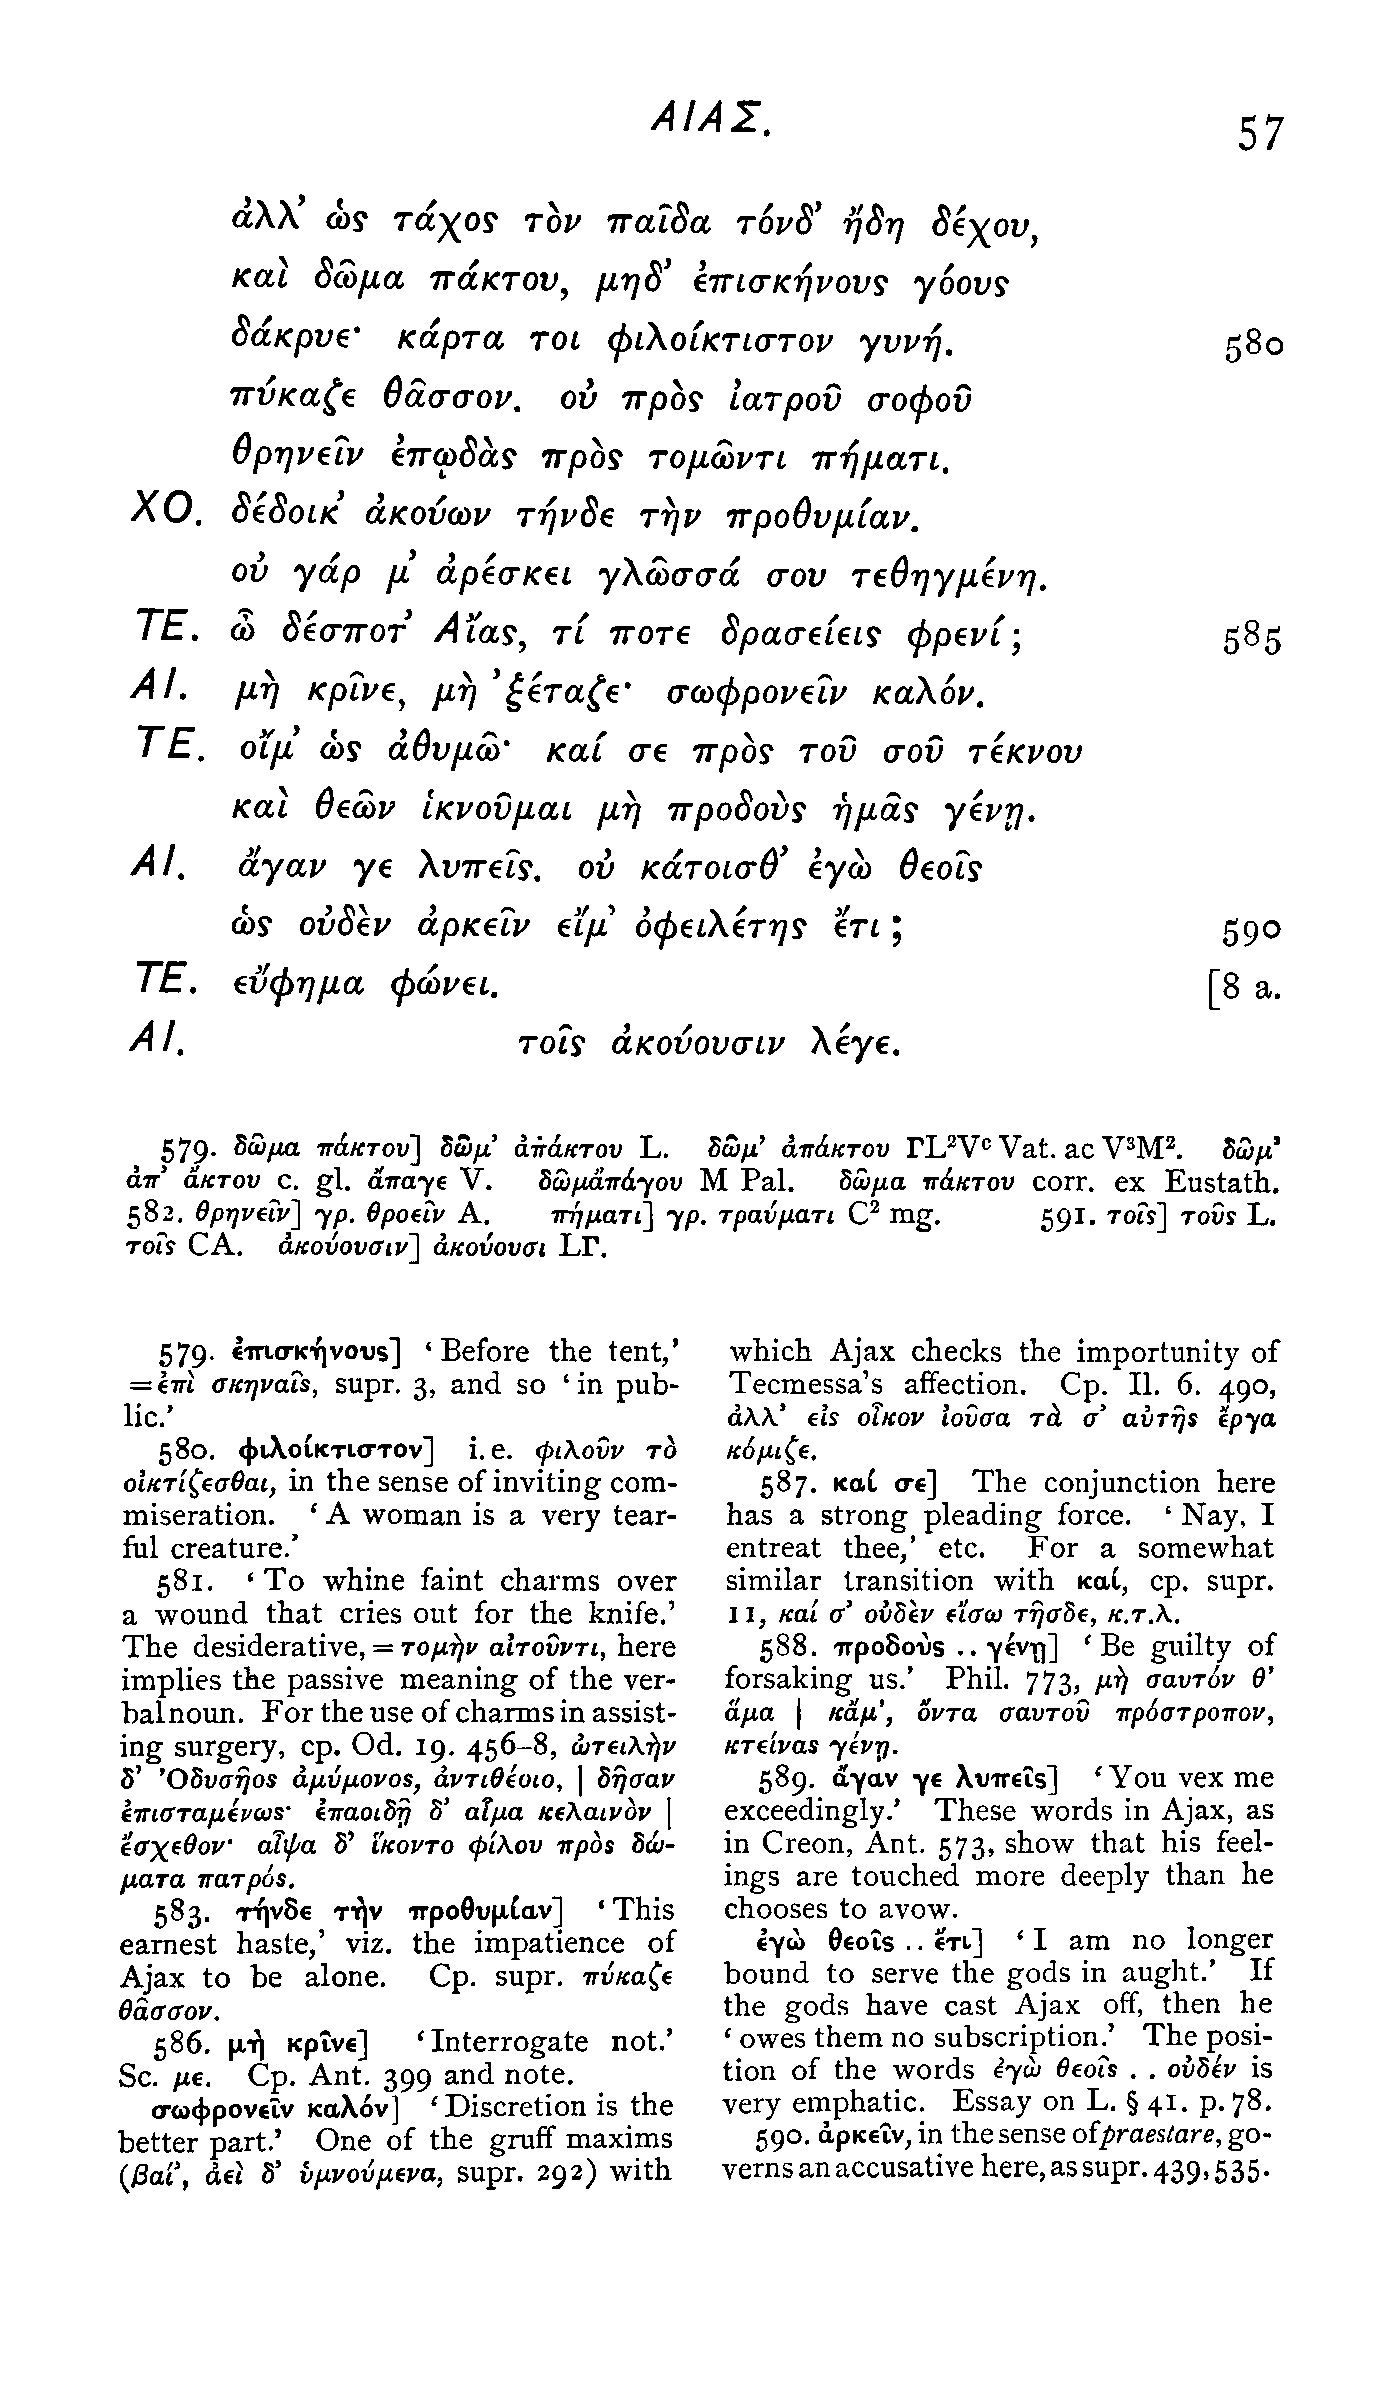 ΑΙΑΣ.
57
ἀλλ’ ὡς τάχος τὸν παῖδα τόνδ’ ἤδη δέχου,
καὶ δῶμα πάκτου, μηδ’ ἐπισκήνους γόους
δάκρυε· κάρτα τοι φιλοίκτιστον γυνή. 580
πύκαζε θᾶσσον. οὐ πρὸς ἰατροῦ σοφοῦ
θρηνεῖν ἐπῳδὰς πρὸς τομῶντι πήματι.
ΧΟ. δέδοικ’ ἀκούων τήνδε τὴν προθυμίαν.
οὐ γάρ μ’ ἀρέσκει γλῶσσά σου τεθηγμένη.
ΤΕ. ὦ δέσποτ’ Αἴας, τί ποτε δρασείεις φρενί; 585
ΑΙ. μὴ κρῖνε, μὴ ’ξέταζε· σωφρονεῖν καλόν.
ΤΕ. οἴμ’ ὡς ἀθυμῶ· καί σε πρὸς τοῦ σοῦ τέκνου
καὶ θεῶν ἱκνοῦμαι μὴ προδοὺς ἡμᾶς γένῃ.
ΑΙ. ἄγαν γε λυπεῖς. οὐ κάτοισθ’ ἐγὼ θεοῖς
ὡς οὐδὲν ἀρκεῖν εἴμ’ ὀφειλέτης ἔτι; 590
ΤΕ. εὔφημα φώνει. [8 a.
ΑΙ. τοῖς ἀκούουσιν λέγε.
579. δῶμα πάκτου] δῶμ’ ἀπάκτου L. δῶμ’ ἀπάκτου ΓL²Vᶜ Vat. ac V³M². δῶμ’
ἀπ’ ἄκτου c. gl. ἄπαγε V. δῶμἄπάγου M Pal. δῶμα πάκτου corr. ex Eustath.
582. θρηνεῖν] γρ. θροεῖν A. πήματι] γρ. τραύματι C² mg. 591. τοῖς] τοῦς L.
τοῖς CA. ἀκούουσιν] ἀκούουσι LΓ.
579. ἐπισκήνους] ‘Before the tent,’
=ἐπὶ σκηναῖς, supr. 3, and so ‘in pub-
lic.’
580. φιλοίκτιστον] i.e. φιλοῦν τὸ
οἰκτίζεσθαι, in the sense of inviting com-
miseration. ‘A woman is a very tear-
ful creature.’
581. ‘To whine faint charms over
a wound that cries out for the knife.’
The desiderative, = τομὴν αἰτοῦντι, here
implies the passive meaning of the ver-
bal noun. For the use of charms in assist-
ing surgery, cp. Od. 19. 456–8, ὠτειλὴν
δ’ Ὀδυσῆος ἀμύμονος, ἀντιθέοιο, | δῆσαν
ἐπισταμένως· ἐπαοιδῇ δ’ αἷμα κελαινὸν |
ἔσχεθον· αἶψα δ’ ἵκοντο φίλου πρὸς δώ-
ματα πατρός.
583. τήνδε τὴν προθυμίαν] ‘This
earnest haste,’ viz. the impatience of
Ajax to be alone. Cp. supr. πύκαζε
θᾶσσον.
586. μὴ κρῖνε] ‘Interrogate not.’
Sc. με. Cp. Ant. 399 and note.
σωφρονεῖν καλόν] ‘Discretion is the
better part.’ One of the gruff maxims
(βαί’, ἀεὶ δ’ ὑμνούμενα, supr. 292) with
which Ajax checks the importunity of
Tecmessa’s affection. Cp. Il. 6. 490,
ἀλλ’ εἰς οἶκον ἰοῦσα τὰ σ’ αὐτῆς ἔργα
κόμιζε.
587. καί σε] The conjunction here
has a strong pleading force. ‘Nay, I
entreat thee,’ etc. For a somewhat
similar transition with καί, cp. supr.
11, καί σ’ οὐδὲν εἴσω τῆσδε, κ.τ.λ.
588. προδοὺς .. γένῃ] ‘Be guilty of
forsaking us.’ Phil. 773, μὴ σαυτόν θ’
ἅμα | κἄμ’, ὄντα σαυτοῦ πρόστροπον,
κτείνας γένῃ.
589. ἄγαν γε λυπεῖς] ‘You vex me
exceedingly.’ These words in Ajax, as
in Creon, Ant. 573, show that his feel-
ings are touched more deeply than he
chooses to avow.
ἐγὼ θεοῖς .. ἔτι] ‘I am no longer
bound to serve the gods in aught.’ If
the gods have cast Ajax off, then he
‘owes them no subscription.’ The posi-
tion of the words ἐγὼ θεοῖς . . οὐδέν is
very emphatic. Essay on L. § 41. p. 78.
590. ἀρκεῖν, in the sense of praestare, go-
verns an accusative here, as supr. 439, 535.